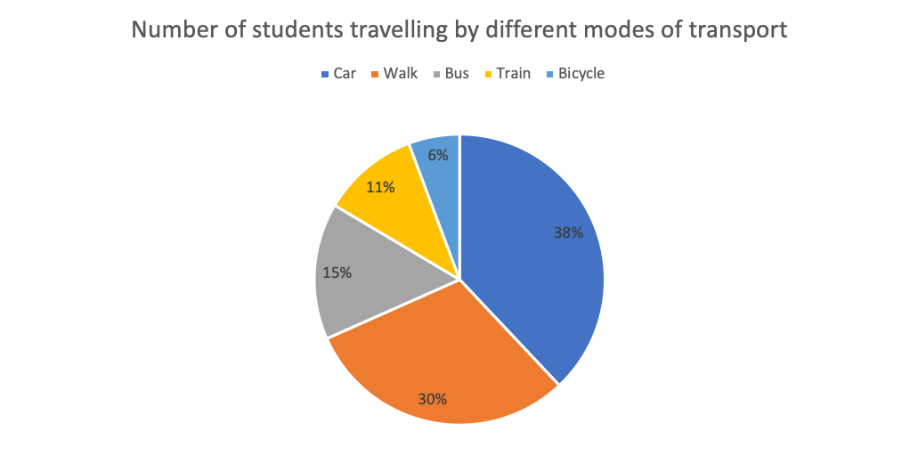 Number of students travelling by different modes of transport
Car Walk Bus Train Bicycle
6%
11%
38%
15%
30%